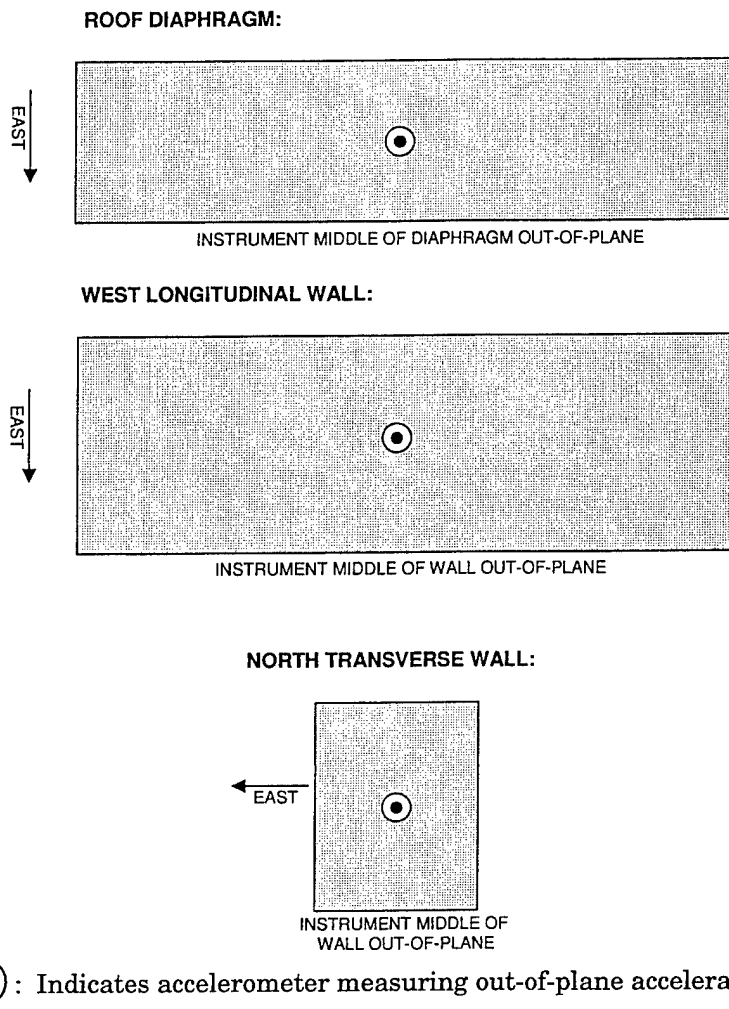 ROOF DIAPHRAGM:
EAST
INSTRUMENT MIDDLE OF DIAPHRAGM OUT-OF-PLANE
WEST LONGITUDINAL WALL:
EAST
INSTRUMENT MIDDLE OF WALL OUT-OF-PLANE
NORTH TRANSVERSE WALL:
EAST
INSTRUMENT MIDDLE OF
WALL OUT-OF-PLANE
: Indicates accelerometer measuring out-of-plane